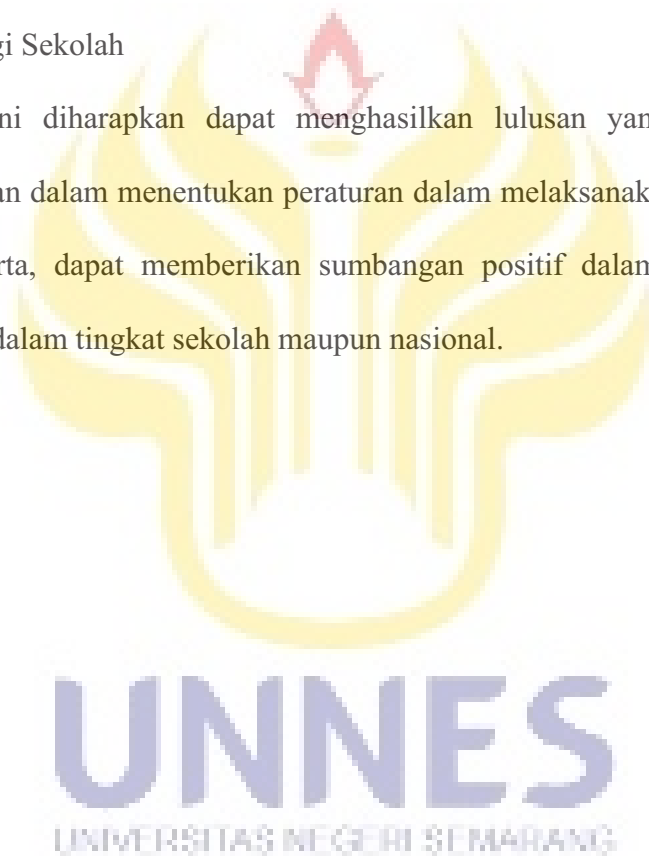 gi Sekolah
ni diharapkan dapat menghasilkan lulusan yan
an dalam menentukan peraturan dalam melaksanak
rta, dapat memberikan sumbangan positif dalam
dalam tingkat sekolah maupun nasional.
UNNES
UNIVERSITAS NEGERI SEMARANG